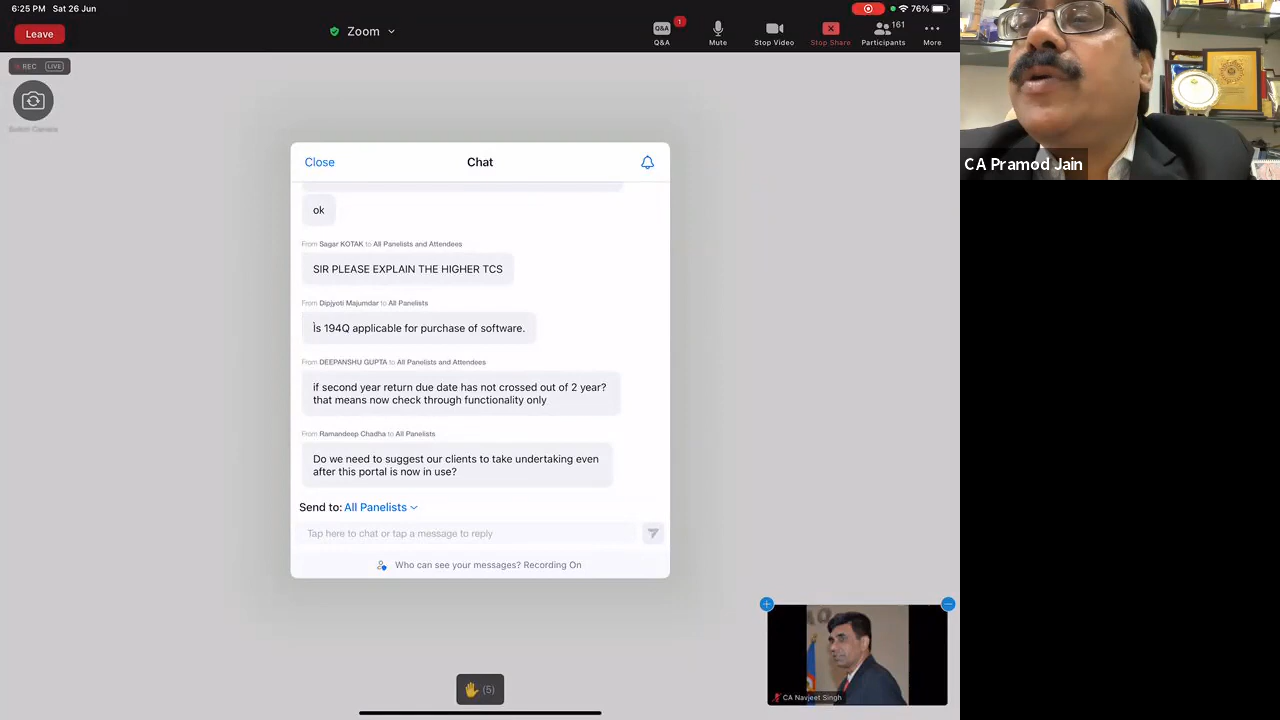 6:25 PM Sat 26 Jun
76%
Leave
Zoom
Q&A
1
Q&A
Mute
Stop Video
Stop Share
161
Participants
More
REC LIVE
Switch Camera
Close
Chat
ok
From Sagar KOTAK to All Panelists and Attendees
SIR PLEASE EXPLAIN THE HIGHER TCS
From Dipjyoti Majumdar to All Panelists
Is 194Q applicable for purchase of software.
From DEEPANSHU GUPTA to All Panelists and Attendees
if second year return due date has not crossed out of 2 year?
that means now check through functionality only
From Ramandeep Chadha to All Panelists
Do we need to suggest our clients to take undertaking even
after this portal is now in use?
Send to: All Panelists
Tap here to chat or tap a message to reply
Who can see your messages? Recording On
(5)
CA Navjeet Singh
CA Pramod Jain